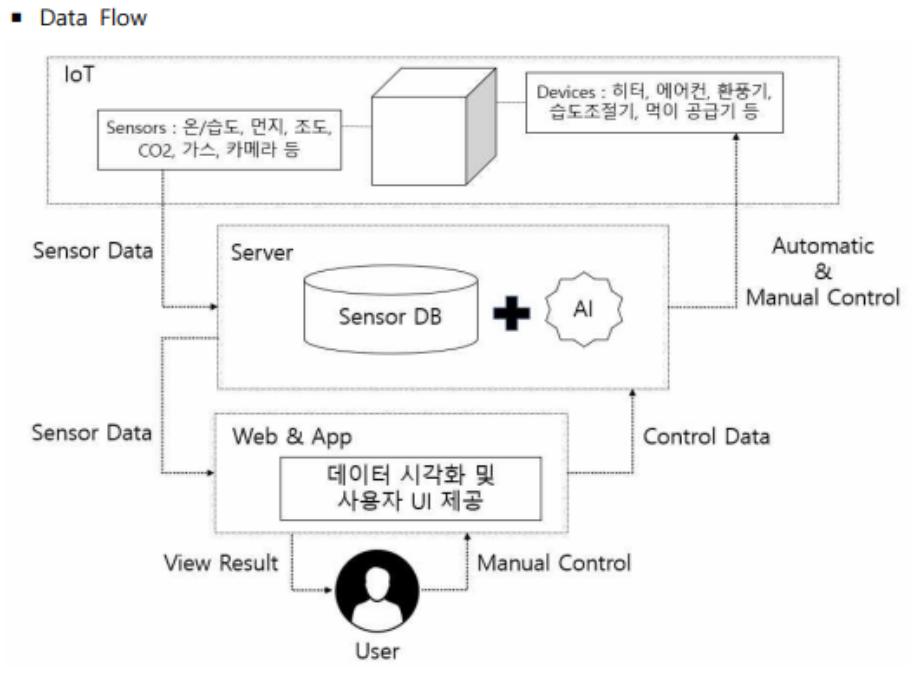 ▪ Data Flow
IoT
Sensors : 온/습도, 먼지, 조도,
CO2, 가스, 카메라 등
Devices : 히터, 에어컨, 환풍기,
습도조절기, 먹이 공급기 등
Sensor Data
Server
Sensor DB
AI
Automatic
&
Manual Control
Sensor Data
Web & App
데이터 시각화 및
사용자 UI 제공
Control Data
View Result
Manual Control
User